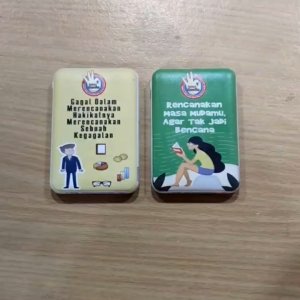 Gagal Dalam
Merencanakan
Hakikatnya
Merencanakan
Sebuah
Kegagalan
Rencanakan
Masa Mudamu,
Agar Tak Jadi
Bencana